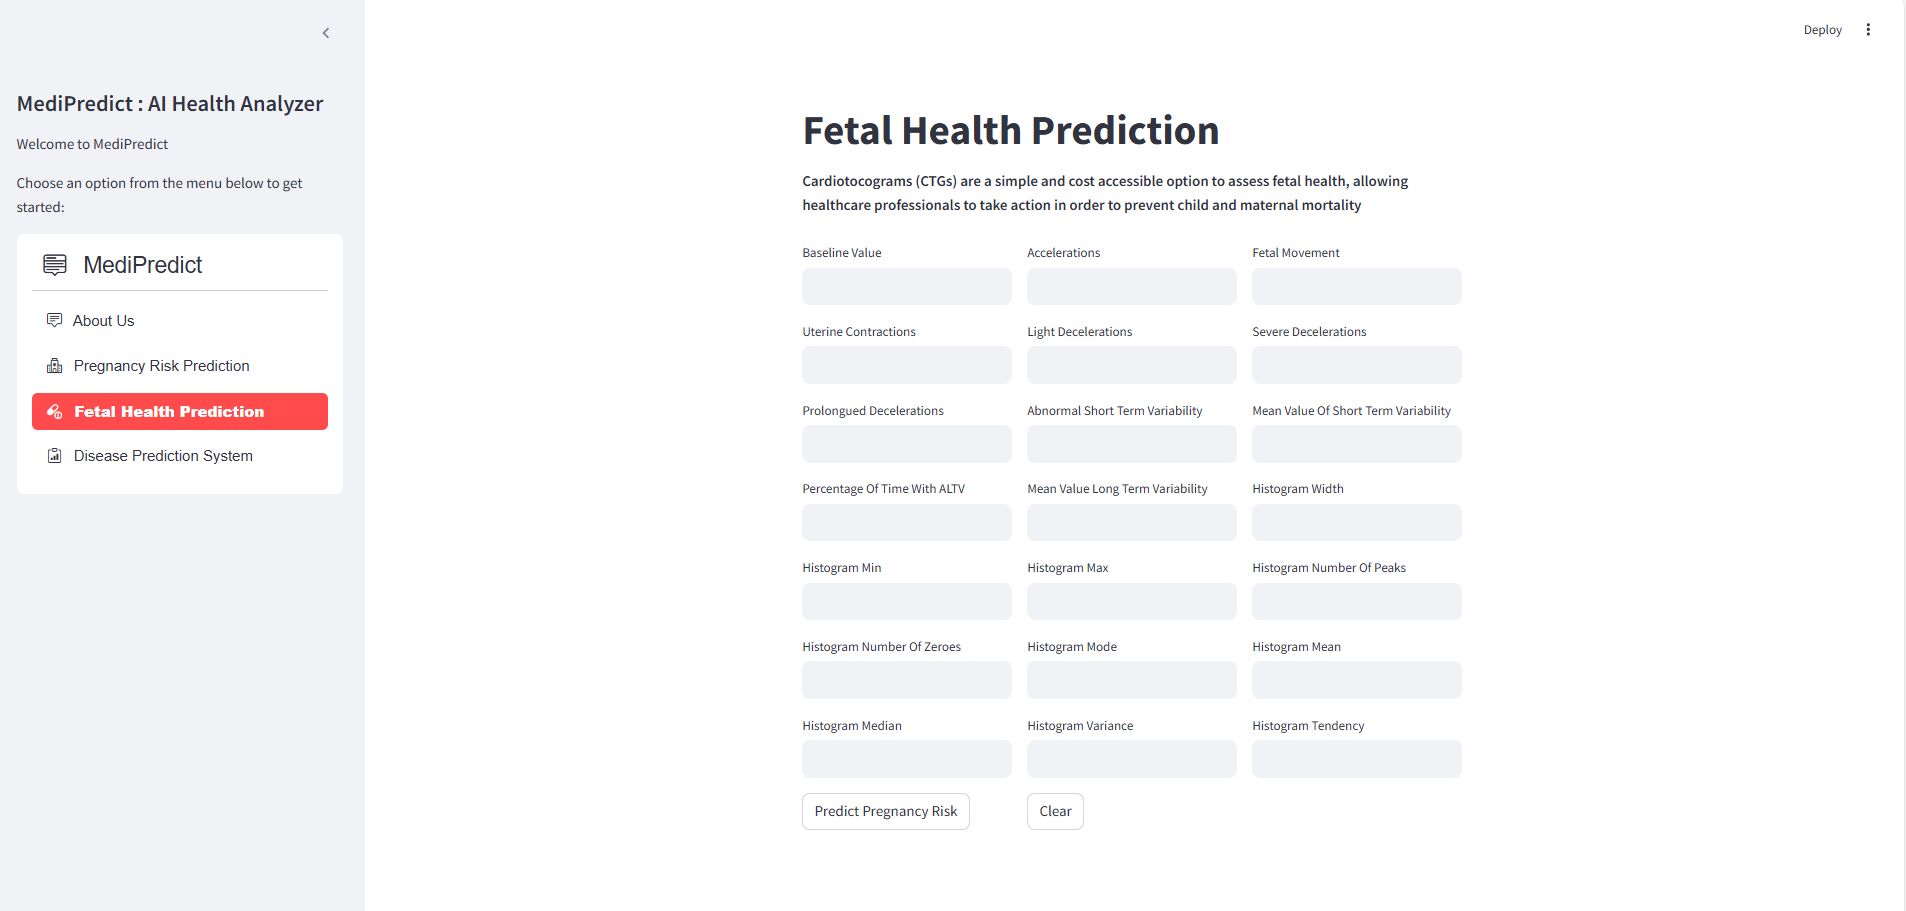 Deploy
MediPredict : AI Health Analyzer
Welcome to MediPredict
Choose an option from the menu below to get
started:
MediPredict
About Us
Pregnancy Risk Prediction
Fetal Health Prediction
Disease Prediction System
Fetal Health Prediction
Cardiotocograms (CTGs) are a simple and cost accessible option to assess fetal health, allowing
healthcare professionals to take action in order to prevent child and maternal mortality
Baseline Value Accelerations Fetal Movement
Uterine Contractions Light Decelerations Severe Decelerations
Prolongued Decelerations Abnormal Short Term Variability Mean Value Of Short Term Variability
Percentage Of Time With ALTV Mean Value Long Term Variability Histogram Width
Histogram Min Histogram Max Histogram Number Of Peaks
Histogram Number Of Zeroes Histogram Mode Histogram Mean
Histogram Median Histogram Variance Histogram Tendency
Predict Pregnancy Risk Clear